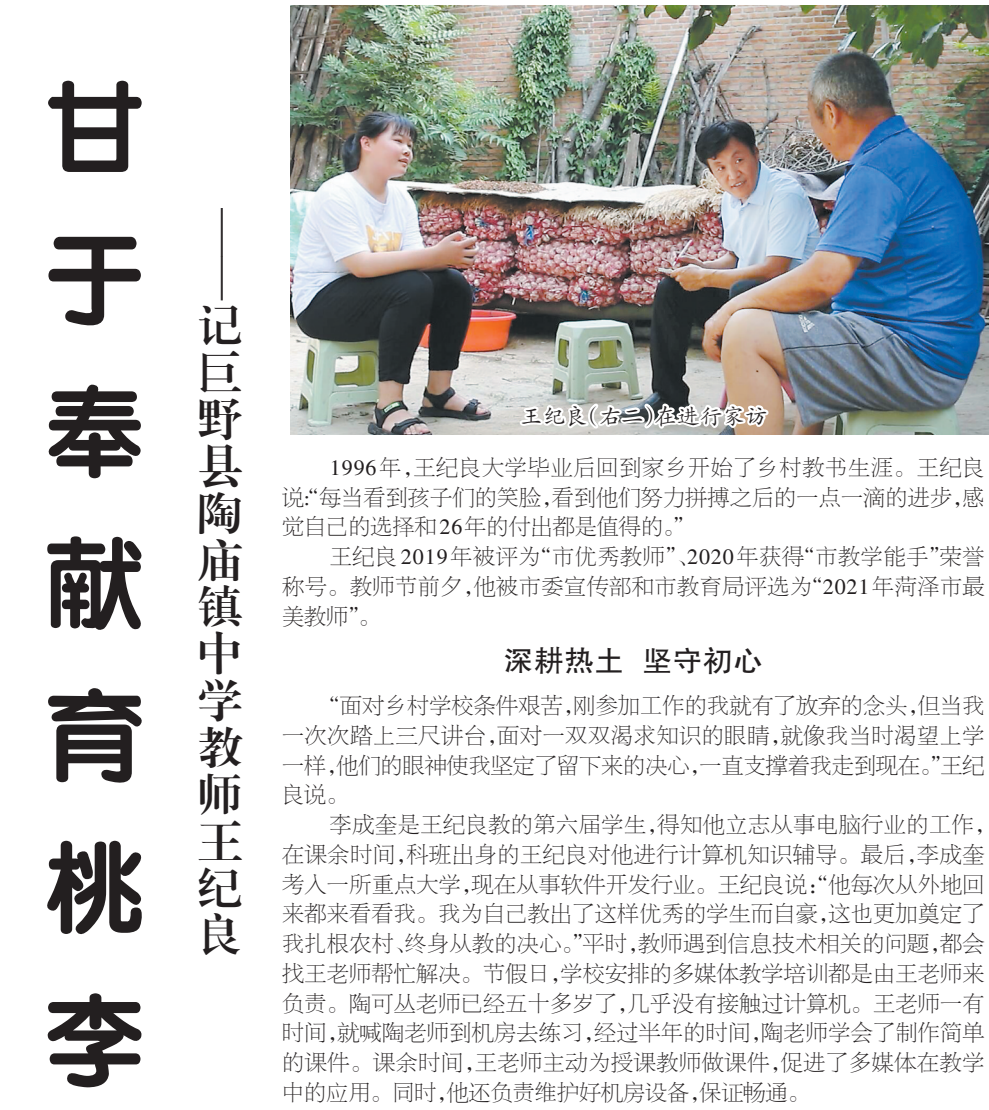 甘于奉献育桃李
——记巨野县陶庙镇中学教师王纪良
王纪良(右二)在进行家访
1996年,王纪良大学毕业后回到家乡开始了乡村教书生涯。王纪良
说:“每当看到孩子们的笑脸,看到他们努力拼搏之后的一点一滴的进步,感
觉自己的选择和26年的付出都是值得的。”
王纪良2019年被评为“市优秀教师”、2020年获得“市教学能手”荣誉
称号。教师节前夕,他被市委宣传部和市教育局评选为“2021年菏泽市最
美教师”。
深耕热土 坚守初心
“面对乡村学校条件艰苦,刚参加工作的我就有了放弃的念头,但当我
一次次踏上三尺讲台,面对一双双渴求知识的眼睛,就像我当时渴望上学
一样,他们的眼神使我坚定了留下来的决心,一直支撑着我走到现在。”王纪
良说。
李成奎是王纪良教的第六届学生,得知他立志从事电脑行业的工作,
在课余时间,科班出身的王纪良对他进行计算机知识辅导。最后,李成奎
考入一所重点大学,现在从事软件开发行业。王纪良说:“他每次从外地回
来都来看看我。我为自己教出了这样优秀的学生而自豪,这也更加奠定了
我扎根农村、终身从教的决心。”平时,教师遇到信息技术相关的问题,都会
找王老师帮忙解决。节假日,学校安排的多媒体教学培训都是由王老师来
负责。陶可丛老师已经五十多岁了,几乎没有接触过计算机。王老师一有
时间,就喊陶老师到机房去练习,经过半年的时间,陶老师学会了制作简单
的课件。课余时间,王老师主动为授课教师做课件,促进了多媒体在教学
中的应用。同时,他还负责维护好机房设备,保证畅通。